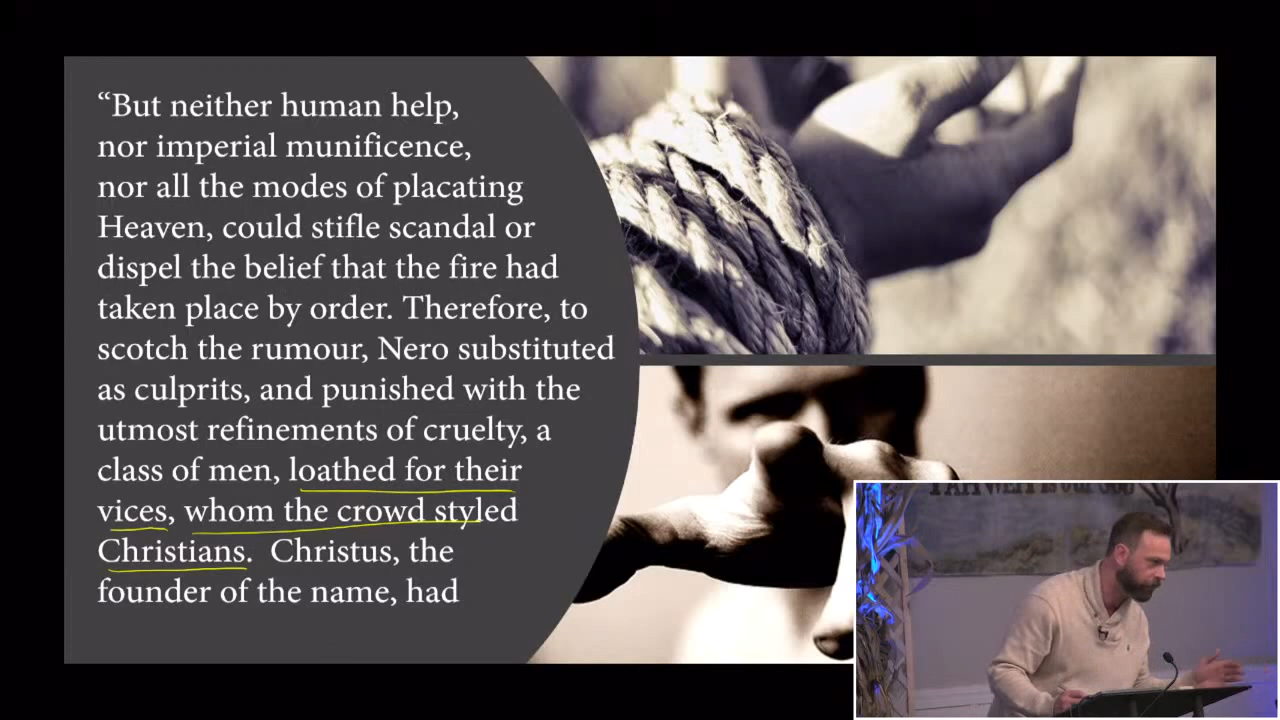 “But neither human help,
nor imperial munificence,
nor all the modes of placating
Heaven, could stifle scandal or
dispel the belief that the fire had
taken place by order. Therefore, to
scotch the rumour, Nero substituted
as culprits, and punished with the
utmost refinements of cruelty, a
class of men, loathed for their
vices, whom the crowd styled
Christians.  Christus, the
founder of the name, had